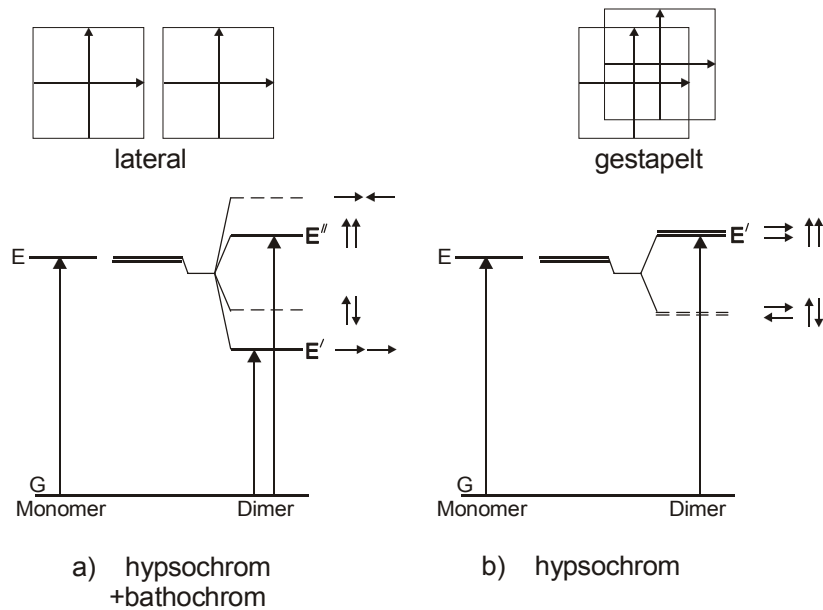 lateral
gestapelt
E
E″
E′
G
Monomer
Dimer
E
E′
G
Monomer
Dimer
a) hypsochrom
+bathochrom
b) hypsochrom